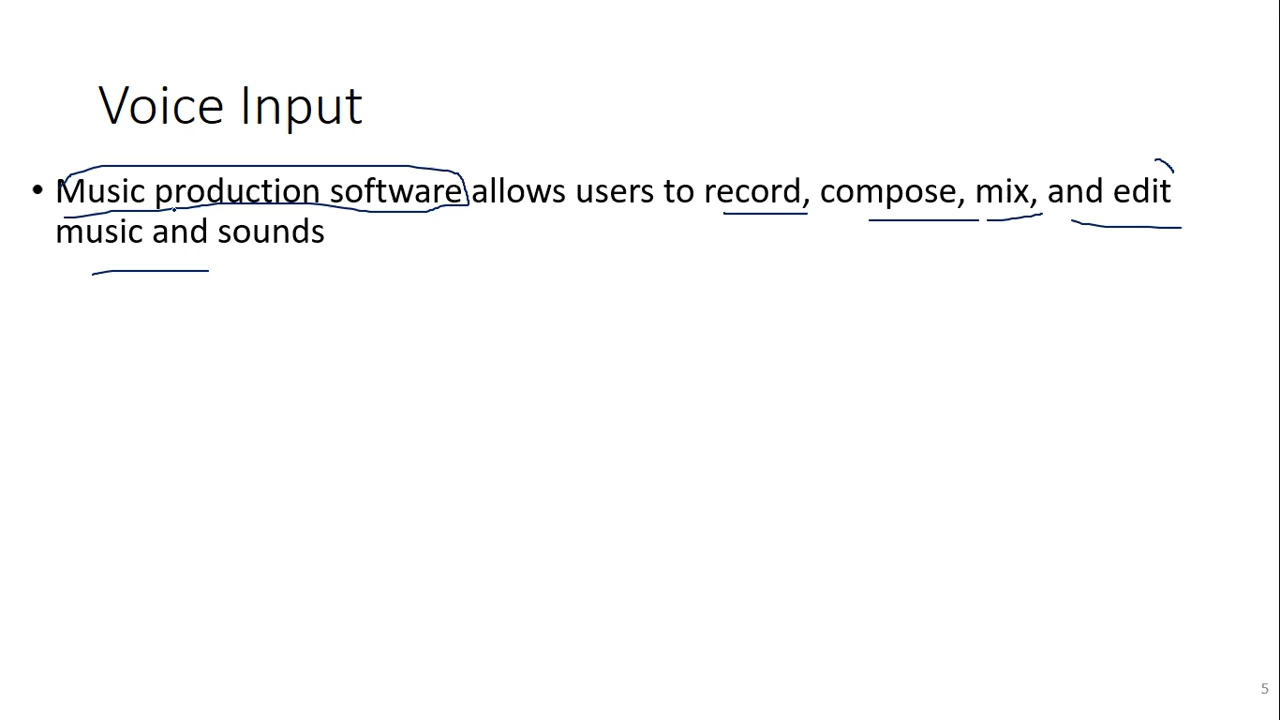 Voice Input
• Music production software allows users to record, compose, mix, and edit
music and sounds
5